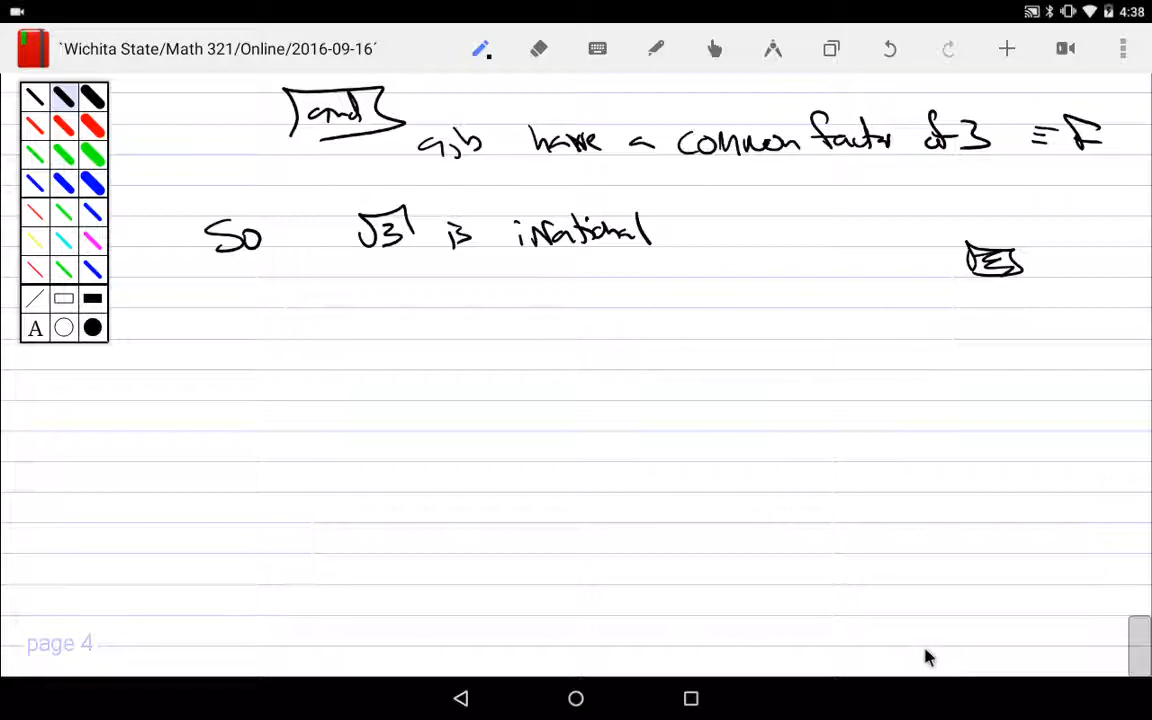 4:38
`Wichita State/Math 321/Online/2016-09-16´
and
a,b have a common factor of 3 ≡ F
So √3 is irrational
A
page 4